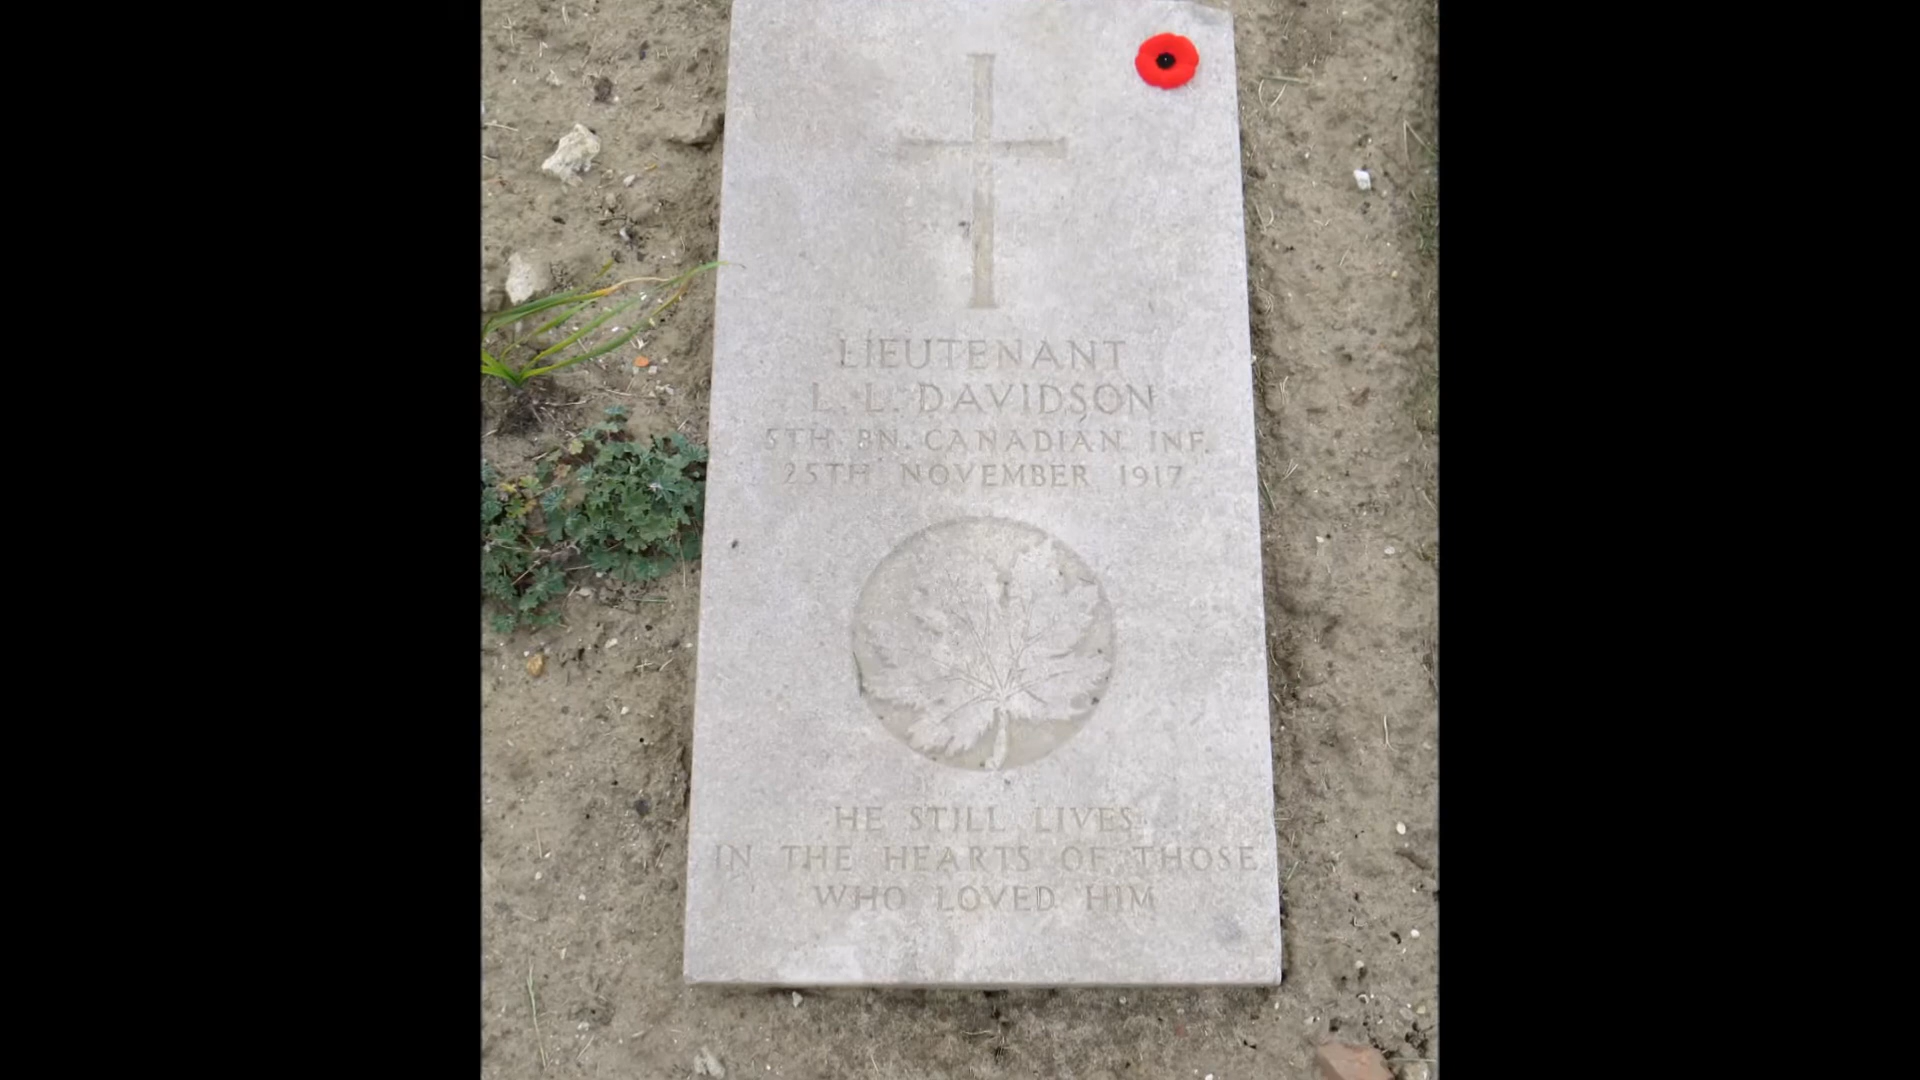 LIEUTENANT
L. L. DAVIDSON
5TH BN. CANADIAN INF.
25TH NOVEMBER 1917
HE STILL LIVES
IN THE HEARTS OF THOSE
WHO LOVED HIM